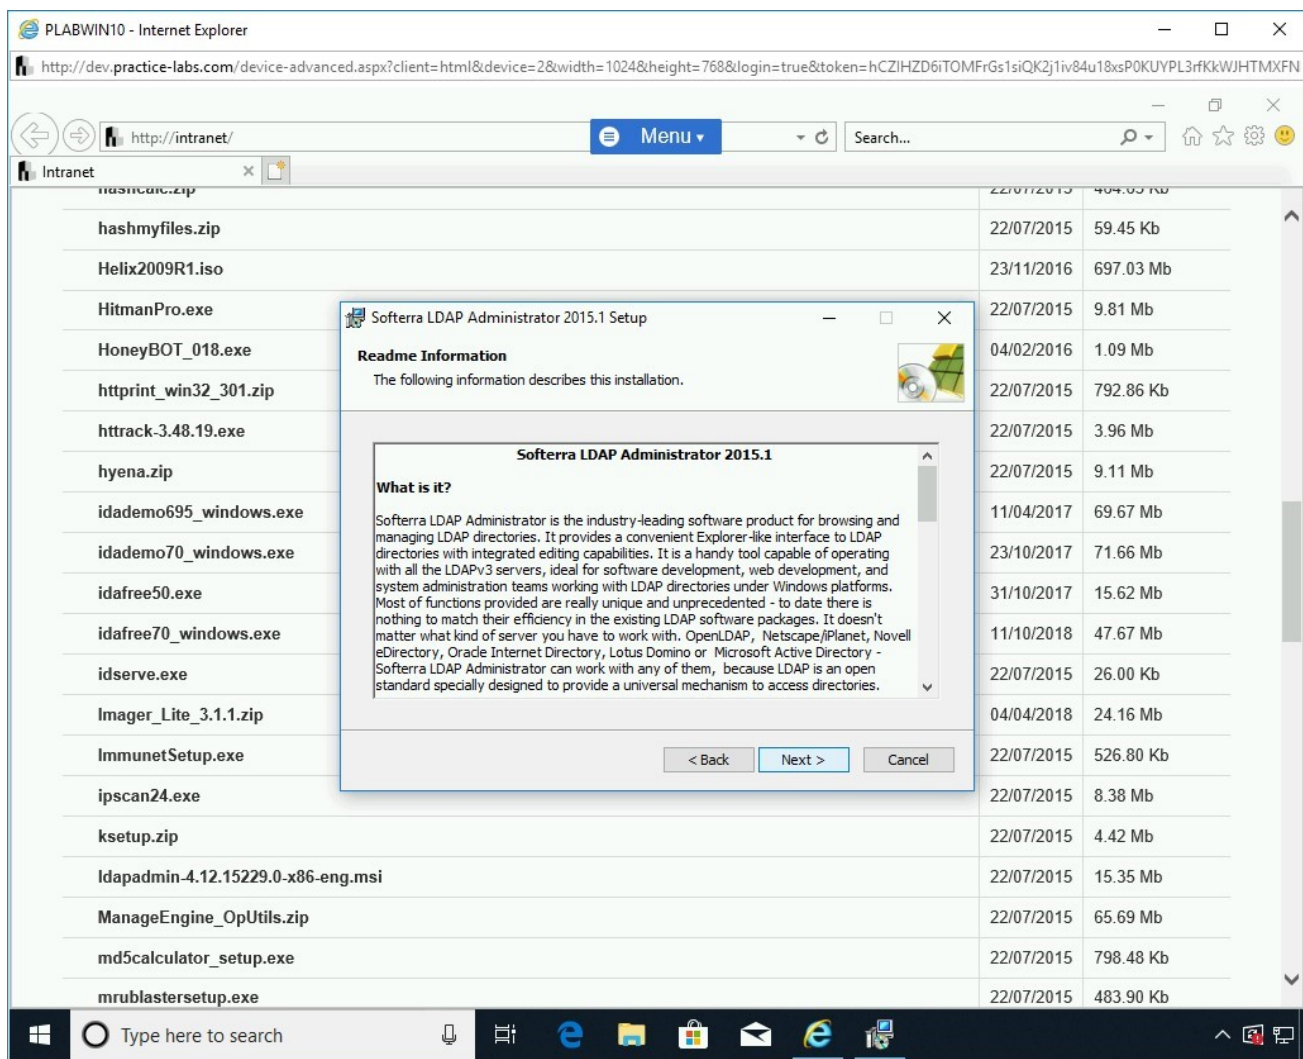 PLABWIN10 - Internet Explorer
http://dev.practice-labs.com/device-advanced.aspx?client=html&device=2&width=1024&height=768&login=true&token=hCZIHZD6iTOMFrGs1siQK2j1iv84u18xsP0KUYPL3rfKkWJHTMXFN
http://intranet/
Menu
Search...
Intranet
hashcalc.zip 22/07/2015 464.65 Kb
hashmyfiles.zip 22/07/2015 59.45 Kb
Helix2009R1.iso 23/11/2016 697.03 Mb
HitmanPro.exe 22/07/2015 9.81 Mb
HoneyBOT_018.exe 04/02/2016 1.09 Mb
httprint_win32_301.zip 22/07/2015 792.86 Kb
httrack-3.48.19.exe 22/07/2015 3.96 Mb
hyena.zip 22/07/2015 9.11 Mb
idademo695_windows.exe 11/04/2017 69.67 Mb
idademo70_windows.exe 23/10/2017 71.66 Mb
idafree50.exe 31/10/2017 15.62 Mb
idafree70_windows.exe 11/10/2018 47.67 Mb
idserve.exe 22/07/2015 26.00 Kb
Imager_Lite_3.1.1.zip 04/04/2018 24.16 Mb
ImmunetSetup.exe 22/07/2015 526.80 Kb
ipscan24.exe 22/07/2015 8.38 Mb
ksetup.zip 22/07/2015 4.42 Mb
ldapadmin-4.12.15229.0-x86-eng.msi 22/07/2015 15.35 Mb
ManageEngine_OpUtils.zip 22/07/2015 65.69 Mb
md5calculator_setup.exe 22/07/2015 798.48 Kb
mrublastersetup.exe 22/07/2015 483.90 Kb
Softerra LDAP Administrator 2015.1 Setup
Readme Information
The following information describes this installation.
Softerra LDAP Administrator 2015.1
What is it?
Softerra LDAP Administrator is the industry-leading software product for browsing and
managing LDAP directories. It provides a convenient Explorer-like interface to LDAP
directories with integrated editing capabilities. It is a handy tool capable of operating
with all the LDAPv3 servers, ideal for software development, web development, and
system administration teams working with LDAP directories under Windows platforms.
Most of functions provided are really unique and unprecedented - to date there is
nothing to match their efficiency in the existing LDAP software packages. It doesn't
matter what kind of server you have to work with. OpenLDAP, Netscape/iPlanet, Novell
eDirectory, Oracle Internet Directory, Lotus Domino or Microsoft Active Directory -
Softerra LDAP Administrator can work with any of them, because LDAP is an open
standard specially designed to provide a universal mechanism to access directories.
< Back
Next >
Cancel
Type here to search